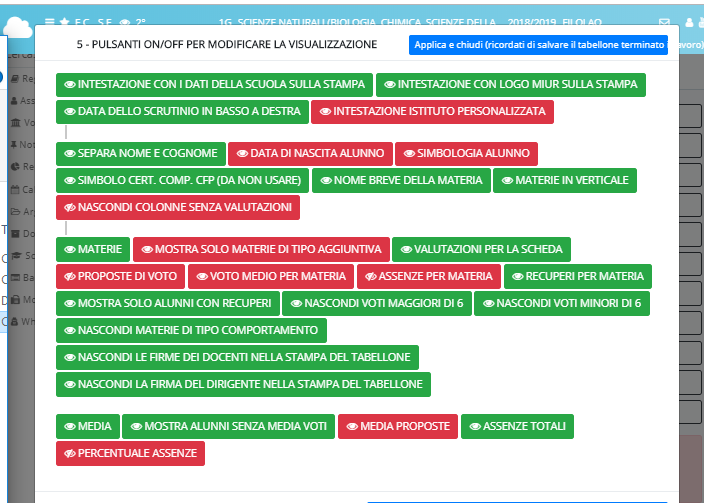 F C S F 2° 1G SCIENZE NATURALI (BIOLOGIA CHIMICA SCIENZE DELLA 2018/2019 FILOLAO
5 - PULSANTI ON/OFF PER MODIFICARE LA VISUALIZZAZIONE
Applica e chiudi (ricordati di salvare il tabellone terminato il lavoro)
INTESTAZIONE CON I DATI DELLA SCUOLA SULLA STAMPA INTESTAZIONE CON LOGO MIUR SULLA STAMPA
DATA DELLO SCRUTINIO IN BASSO A DESTRA INTESTAZIONE ISTITUTO PERSONALIZZATA
SEPARA NOME E COGNOME DATA DI NASCITA ALUNNO SIMBOLOGIA ALUNNO
SIMBOLO CERT. COMP. CFP (DA NON USARE) NOME BREVE DELLA MATERIA MATERIE IN VERTICALE
NASCONDI COLONNE SENZA VALUTAZIONI
MATERIE MOSTRA SOLO MATERIE DI TIPO AGGIUNTIVA VALUTAZIONI PER LA SCHEDA
PROPOSTE DI VOTO VOTO MEDIO PER MATERIA ASSENZE PER MATERIA RECUPERI PER MATERIA
MOSTRA SOLO ALUNNI CON RECUPERI NASCONDI VOTI MAGGIORI DI 6 NASCONDI VOTI MINORI DI 6
NASCONDI MATERIE DI TIPO COMPORTAMENTO
NASCONDI LE FIRME DEI DOCENTI NELLA STAMPA DEL TABELLONE
NASCONDI LA FIRMA DEL DIRIGENTE NELLA STAMPA DEL TABELLONE
MEDIA MOSTRA ALUNNI SENZA MEDIA VOTI MEDIA PROPOSTE ASSENZE TOTALI
PERCENTUALE ASSENZE